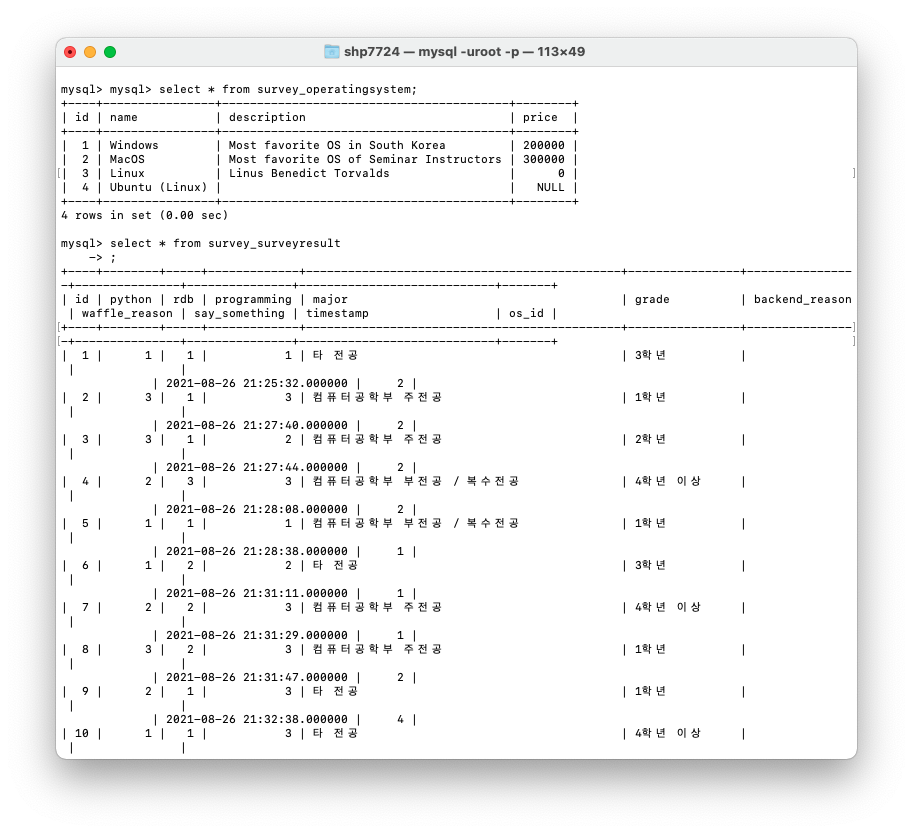 shp7724 — mysql -uroot -p — 113×49
mysql> mysql> select * from survey_operatingsystem;
+----+----------------+-----------------------------------------+--------+
| id | name           | description                             | price  |
+----+----------------+-----------------------------------------+--------+
|  1 | Windows        | Most favorite OS in South Korea         | 200000 |
|  2 | MacOS          | Most favorite OS of Seminar Instructors | 300000 |
[|  3 | Linux          | Linus Benedict Torvalds                 |      0 | ]
|  4 | Ubuntu (Linux) |                                         |   NULL |
+----+----------------+-----------------------------------------+--------+
4 rows in set (0.00 sec)
mysql> select * from survey_surveyresult
    -> ;
+----+--------+-----+-------------+---------------------------------------------+----------------+---------------
-+---------------+---------------+----------------------------+-------+
| id | python | rdb | programming | major                                       | grade          | backend_reason
 | waffle_reason | say_something | timestamp                  | os_id |
[+----+--------+-----+-------------+---------------------------------------------+----------------+---------------]
[-+---------------+---------------+----------------------------+-------+ ]
|  1 |      1 |   1 |           1 | 타 전공                                      | 3학년           |
 |               |
             | 2021-08-26 21:25:32.000000 |     2 |
|  2 |      3 |   1 |           3 | 컴퓨터공학부 주전공                              | 1학년           |
 |               |
             | 2021-08-26 21:27:40.000000 |     2 |
|  3 |      3 |   1 |           2 | 컴퓨터공학부 주전공                              | 2학년           |
 |               |
             | 2021-08-26 21:27:44.000000 |     2 |
|  4 |      2 |   3 |           3 | 컴퓨터공학부 부전공 / 복수전공                      | 4학년 이상       |
 |               |
             | 2021-08-26 21:28:08.000000 |     2 |
|  5 |      1 |   1 |           1 | 컴퓨터공학부 부전공 / 복수전공                      | 1학년           |
 |               |
             | 2021-08-26 21:28:38.000000 |     1 |
|  6 |      1 |   2 |           2 | 타 전공                                      | 3학년           |
 |               |
             | 2021-08-26 21:31:11.000000 |     1 |
|  7 |      2 |   2 |           3 | 컴퓨터공학부 주전공                              | 4학년 이상       |
 |               |
             | 2021-08-26 21:31:29.000000 |     1 |
|  8 |      3 |   2 |           3 | 컴퓨터공학부 주전공                              | 1학년           |
 |               |
             | 2021-08-26 21:31:47.000000 |     2 |
|  9 |      2 |   1 |           3 | 타 전공                                      | 1학년           |
 |               |
             | 2021-08-26 21:32:38.000000 |     4 |
| 10 |      1 |   1 |           3 | 타 전공                                      | 4학년 이상       |
 |               |